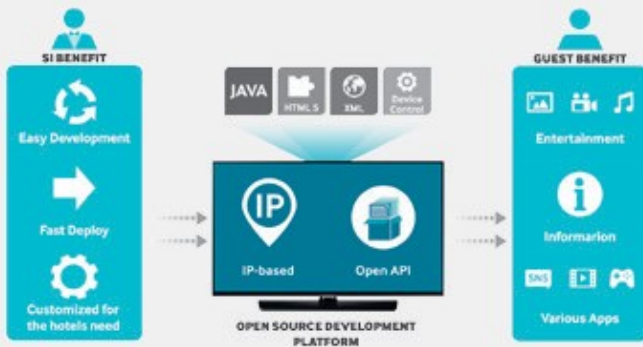 SI BENEFIT
Easy Development
Fast Deploy
Customized for
the hotels need
JAVA
HTML 5
XML
Device
Control
IP
IP-based
Open API
OPEN SOURCE DEVELOPMENT
PLATFORM
GUEST BENEFIT
Entertainment
Informarion
SNS
Various Apps